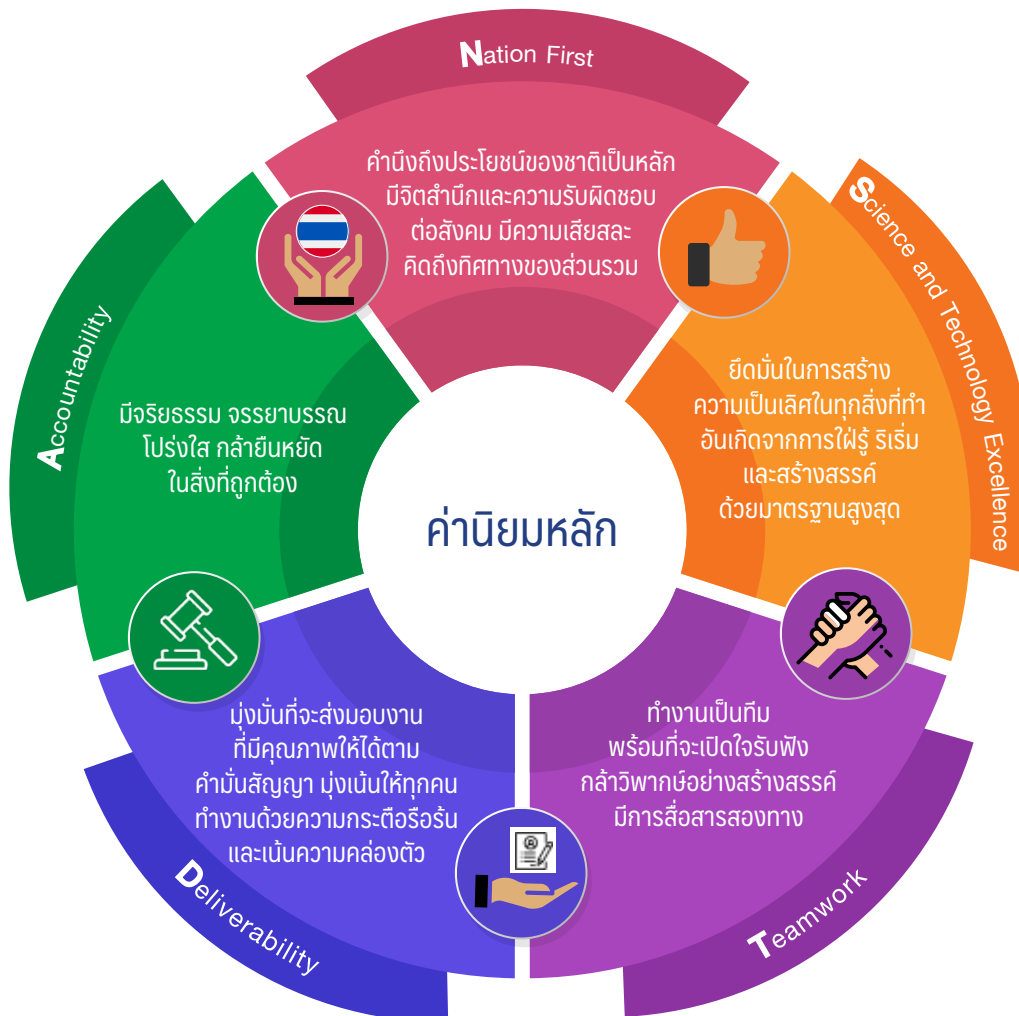 Nation First
คำนึงถึงประโยชน์ของชาติเป็นหลัก
มีจิตสำนึกและความรับผิดชอบ
ต่อสังคม มีความเสียสละ
คิดถึงทิศทางของส่วนรวม
Science and Technology Excellence
ยึดมั่นในการสร้าง
ความเป็นเลิศในทุกสิ่งที่ทำ
อันเกิดจากการใฝ่รู้ ริเริ่ม
และสร้างสรรค์
ด้วยมาตรฐานสูงสุด
Teamwork
ทำงานเป็นทีม
พร้อมที่จะเปิดใจรับฟัง
กล้าวิพากษ์อย่างสร้างสรรค์
มีการสื่อสารสองทาง
Deliverability
มุ่งมั่นที่จะส่งมอบงาน
ที่มีคุณภาพให้ได้ตาม
คำมั่นสัญญา มุ่งเน้นให้ทุกคน
ทำงานด้วยความกระตือรือร้น
และเน้นความคล่องตัว
Accountability
มีจริยธรรม จรรยาบรรณ
โปร่งใส กล้ายืนหยัด
ในสิ่งที่ถูกต้อง
ค่านิยมหลัก